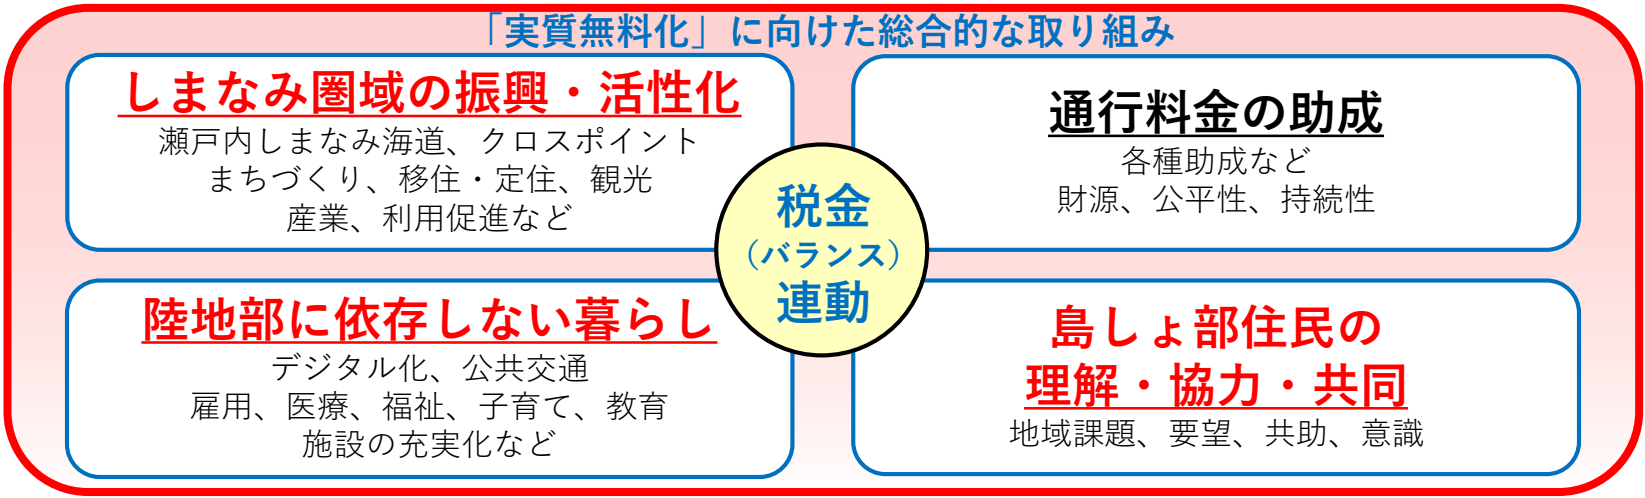 「実質無料化」に向けた総合的な取り組み
しまなみ圏域の振興・活性化
瀬戸内しまなみ海道、クロスポイント
まちづくり、移住・定住、観光
産業、利用促進など
通行料金の助成
各種助成など
財源、公平性、持続性
税金
（バランス）
連動
陸地部に依存しない暮らし
デジタル化、公共交通
雇用、医療、福祉、子育て、教育
施設の充実化など
島しょ部住民の
理解・協力・共同
地域課題、要望、共助、意識